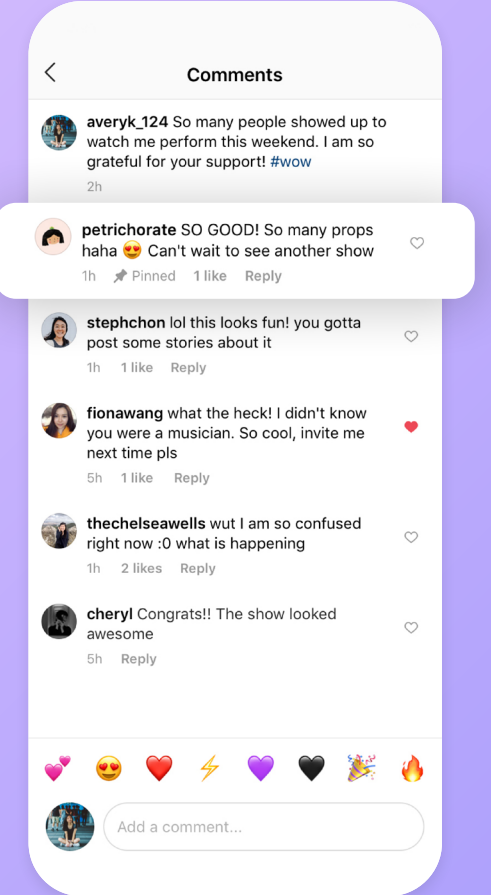 Comments
averyk_124 So many people showed up to
watch me perform this weekend. I am so
grateful for your support! #wow
2h
petrichorate SO GOOD! So many props
haha 😍 Can't wait to see another show
1h Pinned 1 like Reply
stephchon lol this looks fun! you gotta
post some stories about it
1h 1 like Reply
fionawang what the heck! I didn't know
you were a musician. So cool, invite me
next time pls
5h 1 like Reply
thechelseawells wut I am so confused
right now :0 what is happening
1h 2 likes Reply
cheryl Congrats!! The show looked
awesome
5h Reply
Add a comment...